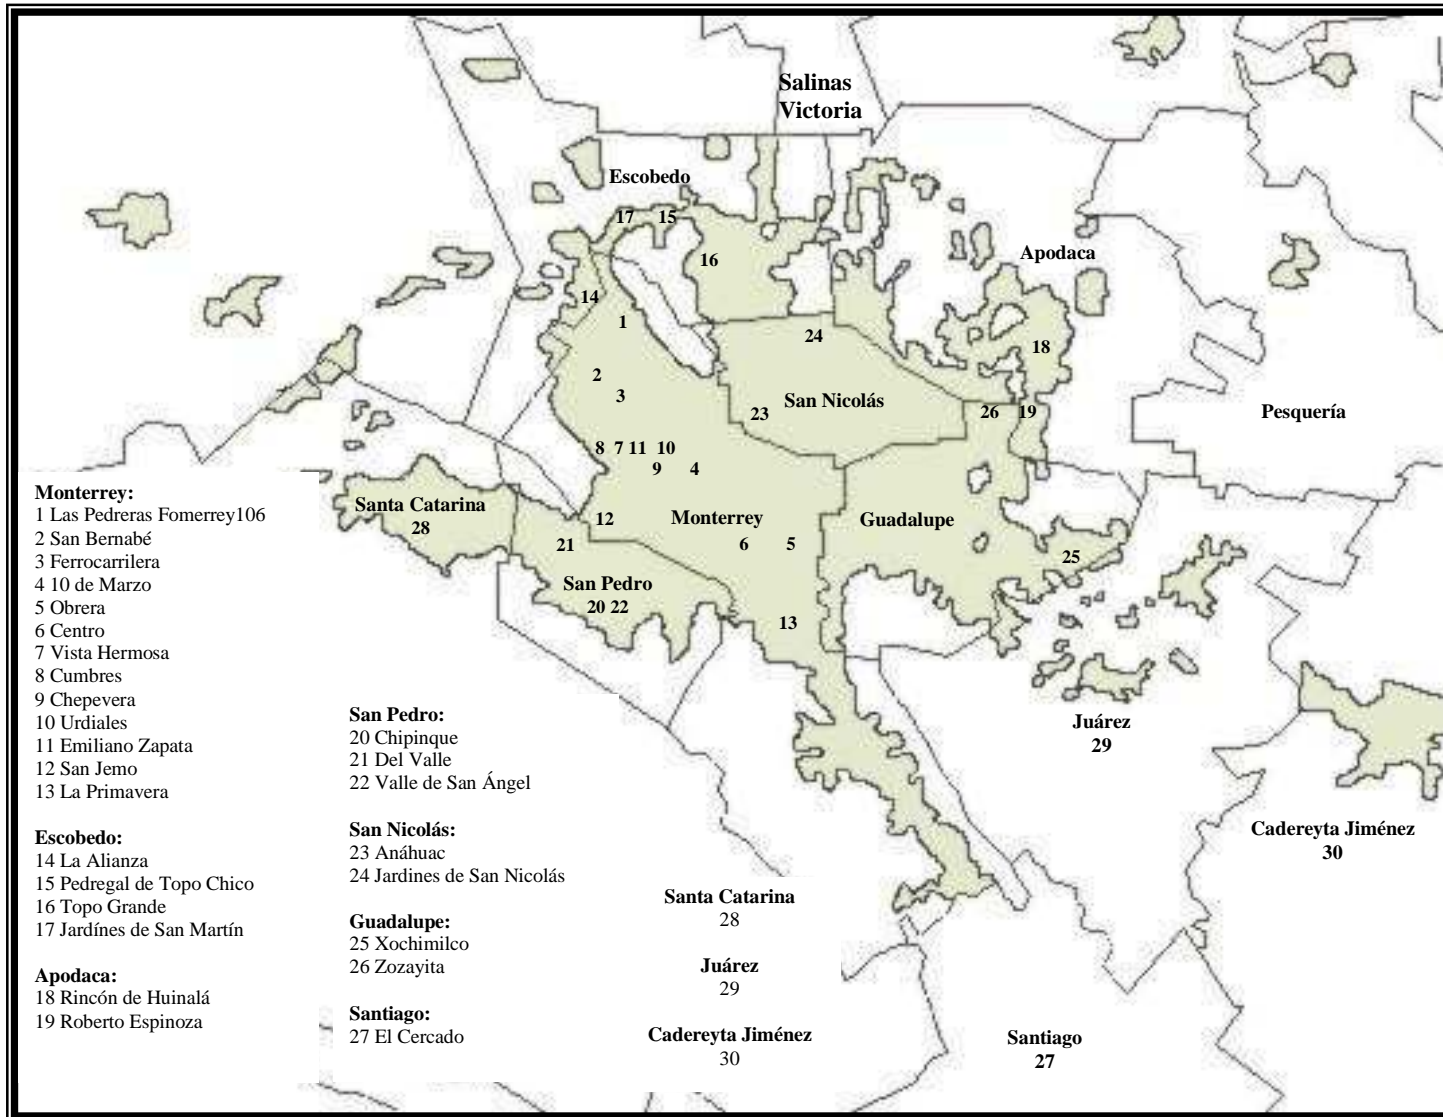 Salinas
Victoria
Escobedo
17
15
16
Apodaca
14
1
24
18
2
3
San Nicolás
23
26
19
Pesquería
8
7
11
10
9
4
Santa Catarina
28
12
Monterrey
Guadalupe
21
6
5
25
San Pedro
20 22
13
Juárez
29
Cadereyta Jiménez
30
Santiago
27
Monterrey:
1 Las Pedreras Fomerrey106
2 San Bernabé
3 Ferrocarrilera
4 10 de Marzo
5 Obrera
6 Centro
7 Vista Hermosa
8 Cumbres
9 Chepevera
10 Urdiales
11 Emiliano Zapata
12 San Jemo
13 La Primavera
Escobedo:
14 La Alianza
15 Pedregal de Topo Chico
16 Topo Grande
17 Jardínes de San Martín
Apodaca:
18 Rincón de Huinalá
19 Roberto Espinoza
San Pedro:
20 Chipinque
21 Del Valle
22 Valle de San Ángel
San Nicolás:
23 Anáhuac
24 Jardines de San Nicolás
Guadalupe:
25 Xochimilco
26 Zozayita
Santiago:
27 El Cercado
Santa Catarina
28
Juárez
29
Cadereyta Jiménez
30